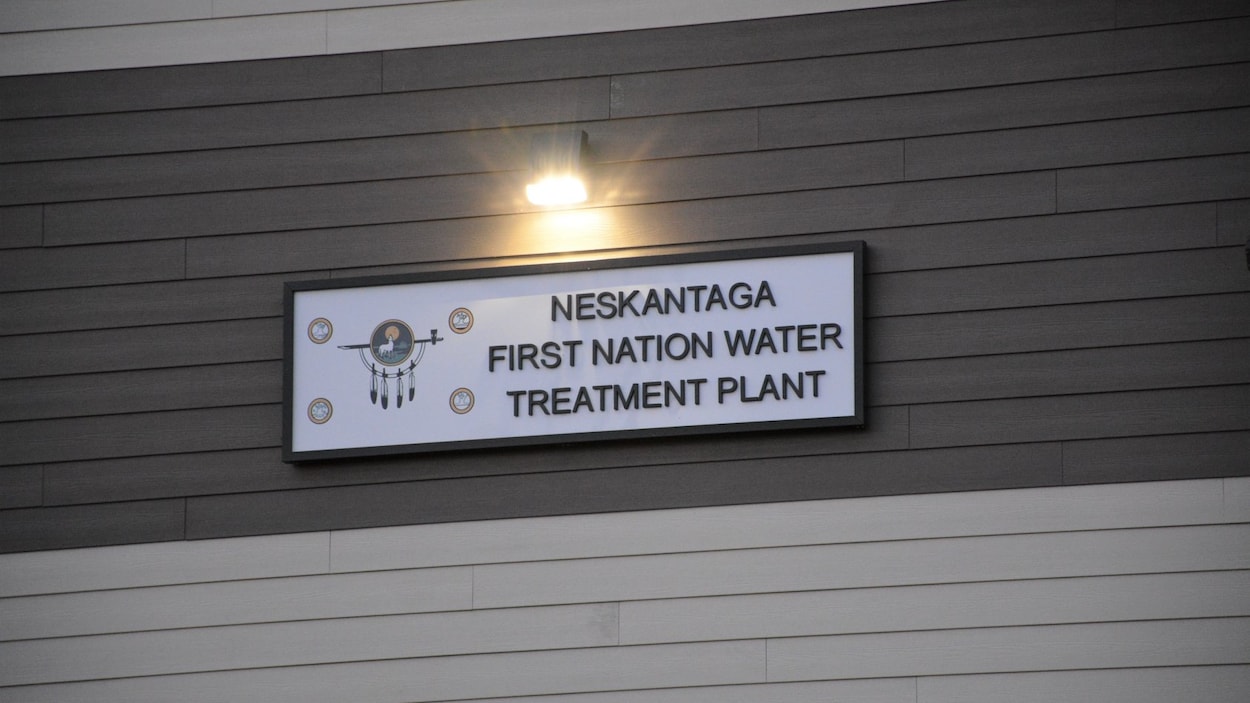 NESKANTAGA
FIRST NATION WATER
TREATMENT PLANT